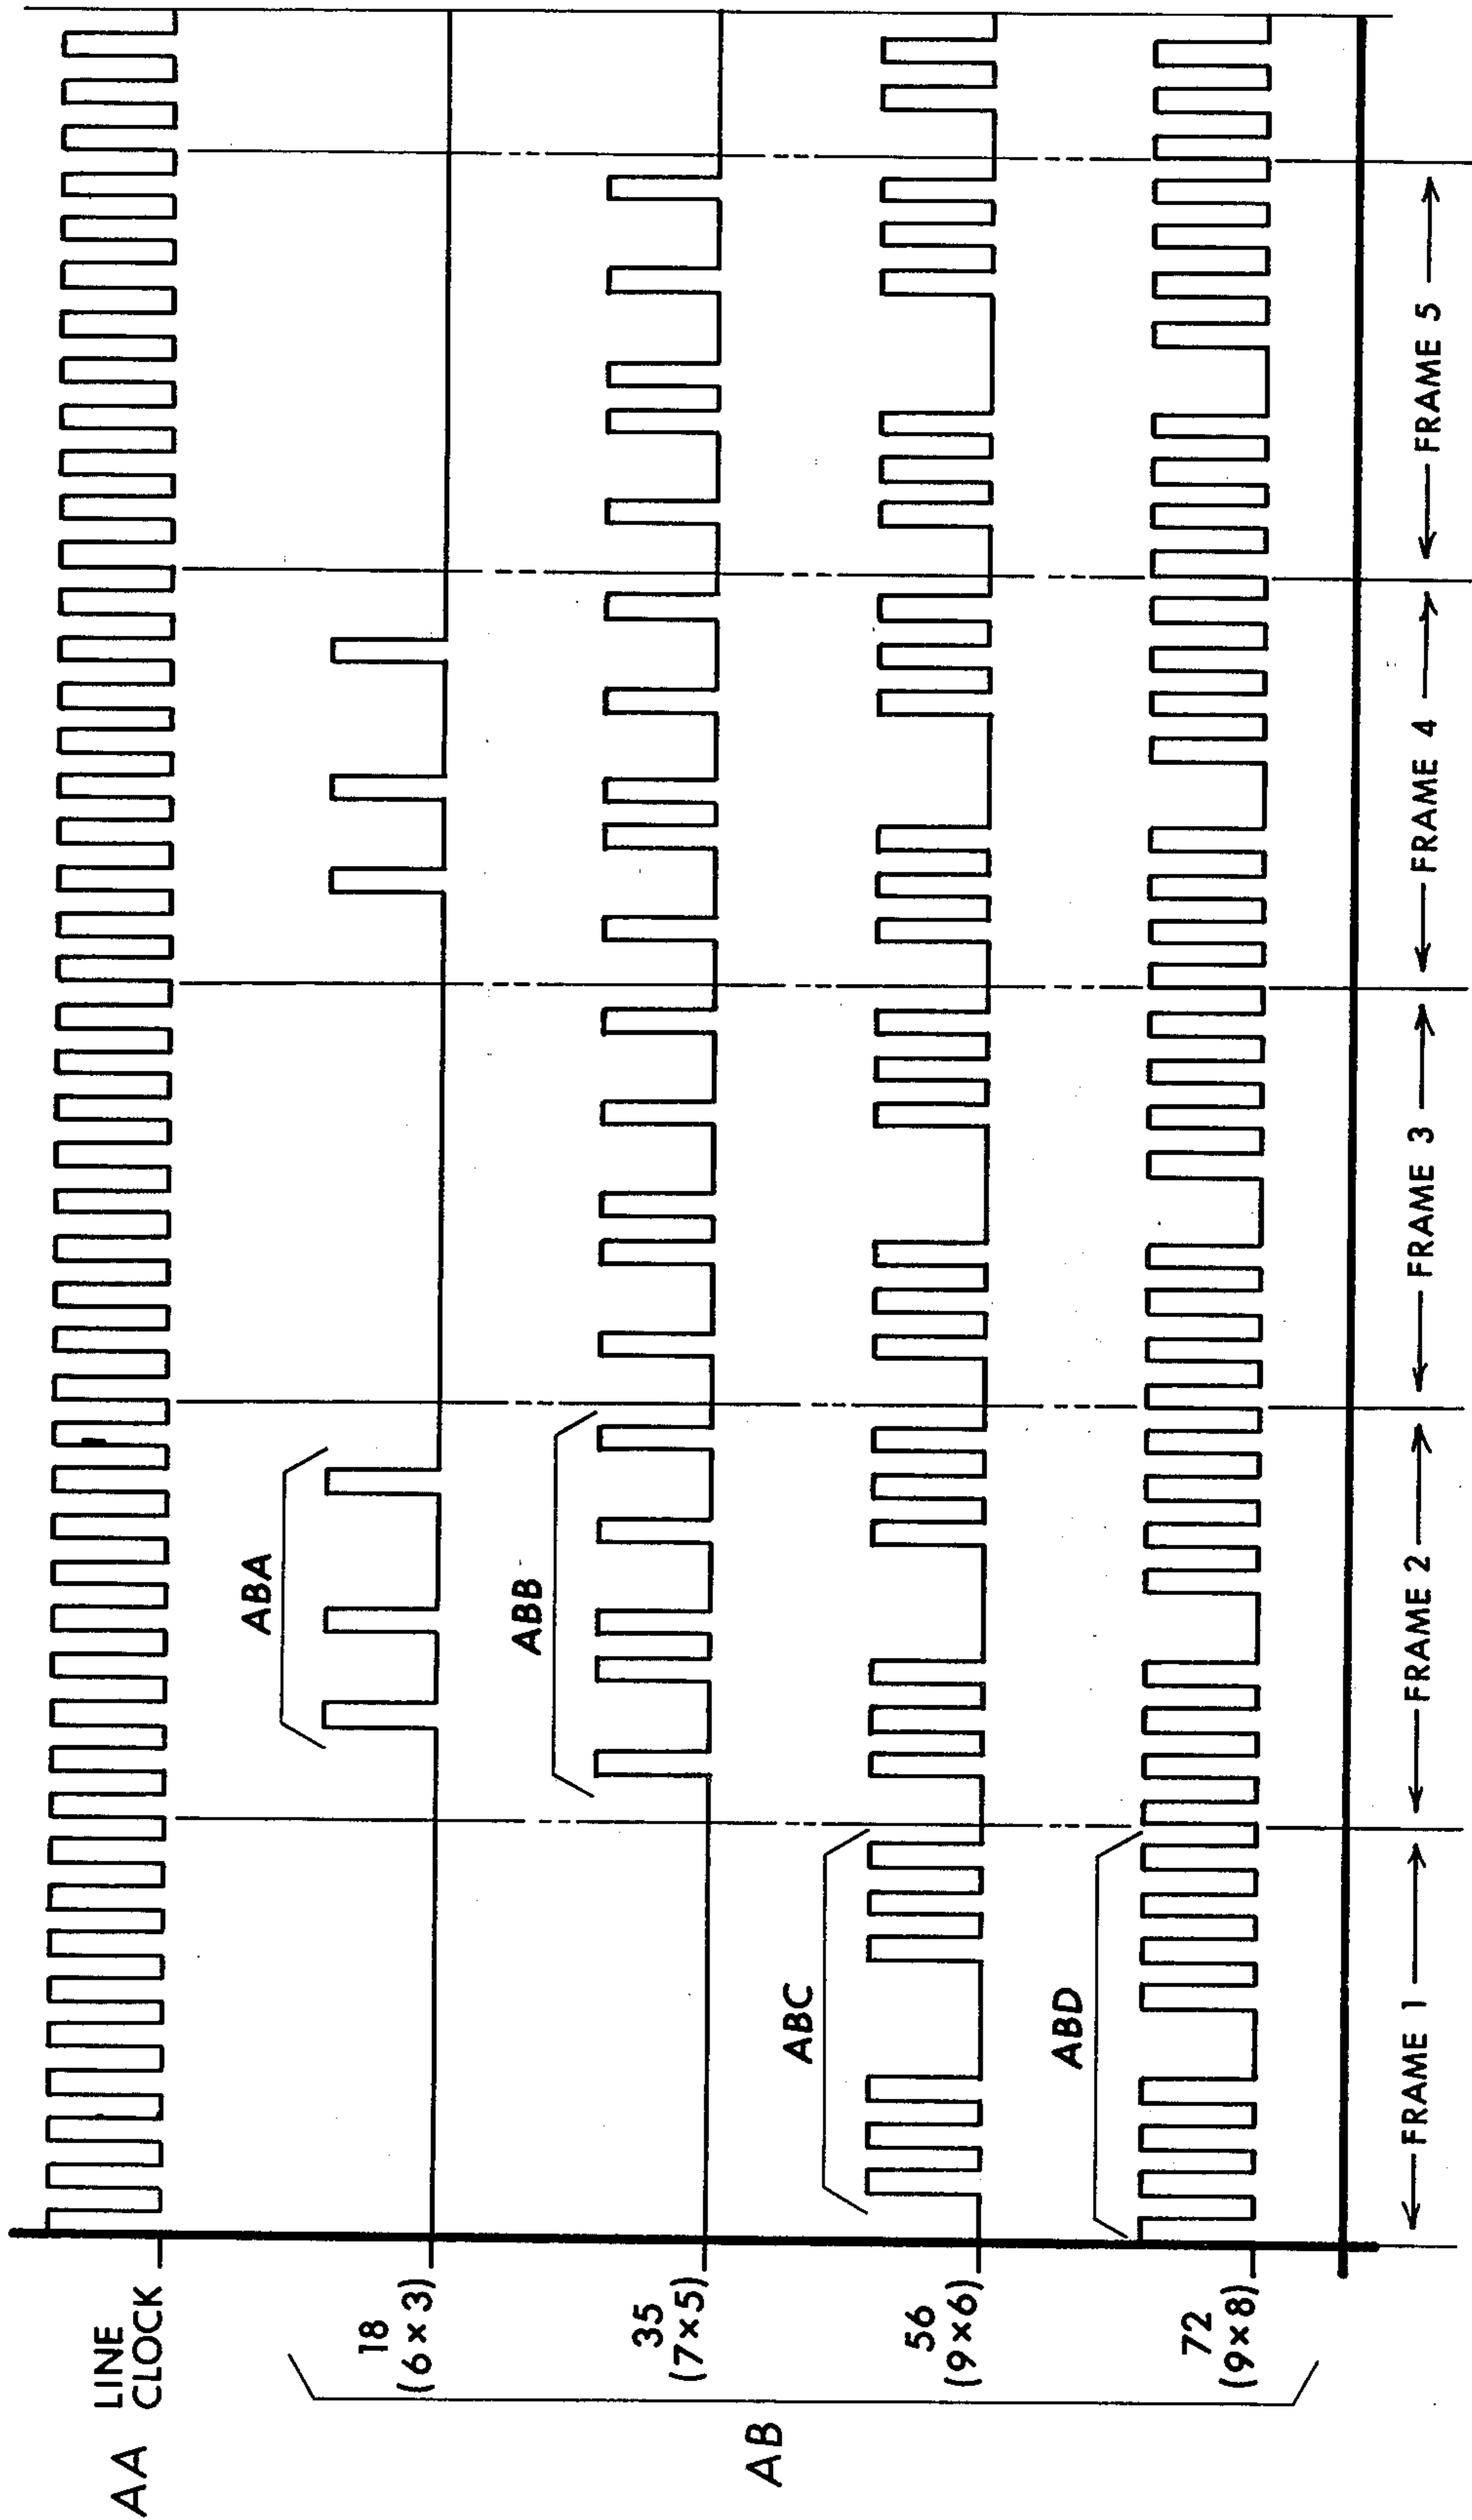 AA LINE
CLOCK
AB
18
(6×3)
35
(7×5)
56
(9×6)
72
(9×8)
ABA
ABB
ABC
ABD
FRAME 1
FRAME 2
FRAME 3
FRAME 4
FRAME 5